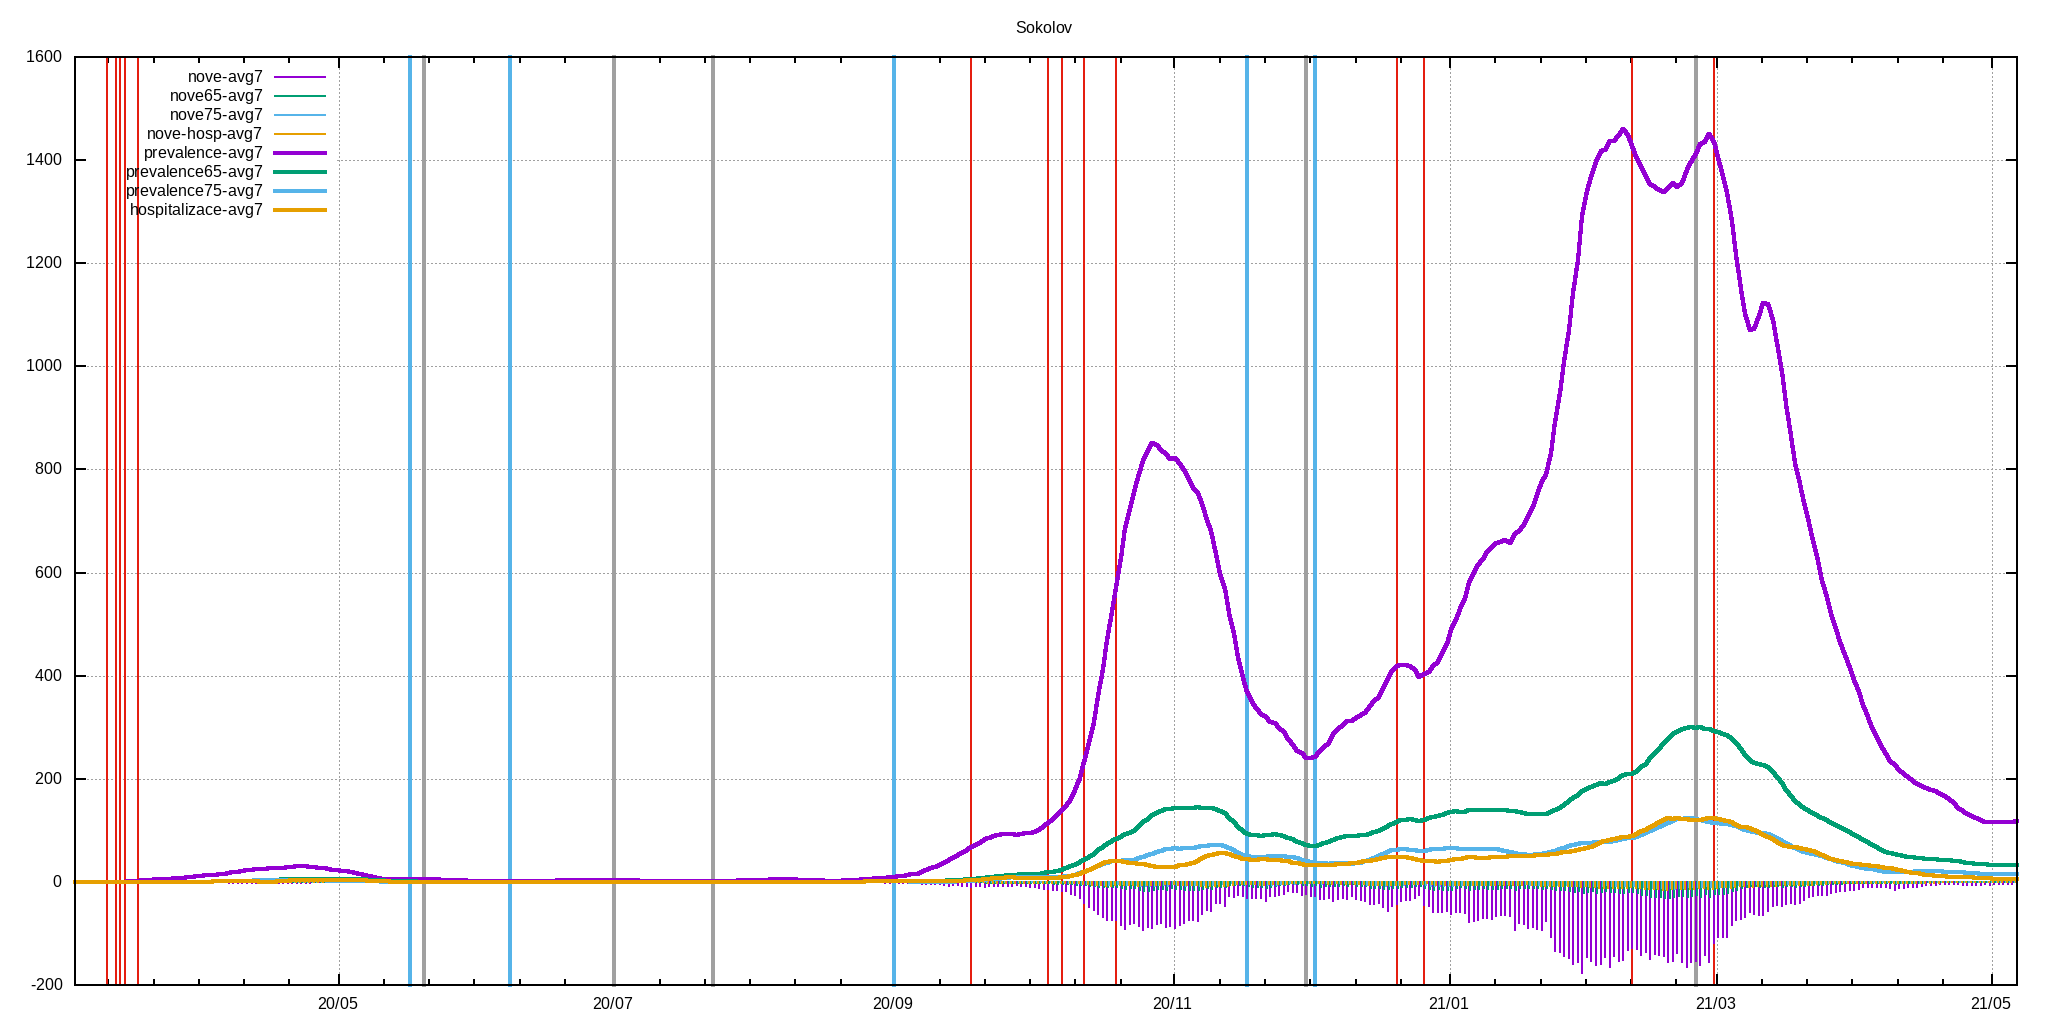 Sokolov
1600
1400
1200
1000
800
600
400
200
0
-200
nove-avg7
nove65-avg7
nove75-avg7
nove-hosp-avg7
prevalence-avg7
prevalence65-avg7
prevalence75-avg7
hospitalizace-avg7
20/05 20/07 20/09 20/11 21/01 21/03 21/05